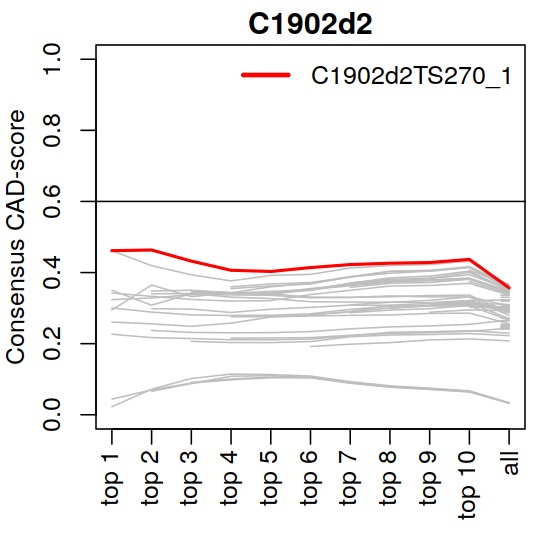 C1902d2
C1902d2TS270_1
Consensus CAD-score
1.0
0.8
0.6
0.4
0.2
0.0
top 1
top 2
top 3
top 4
top 5
top 6
top 7
top 8
top 9
top 10
all